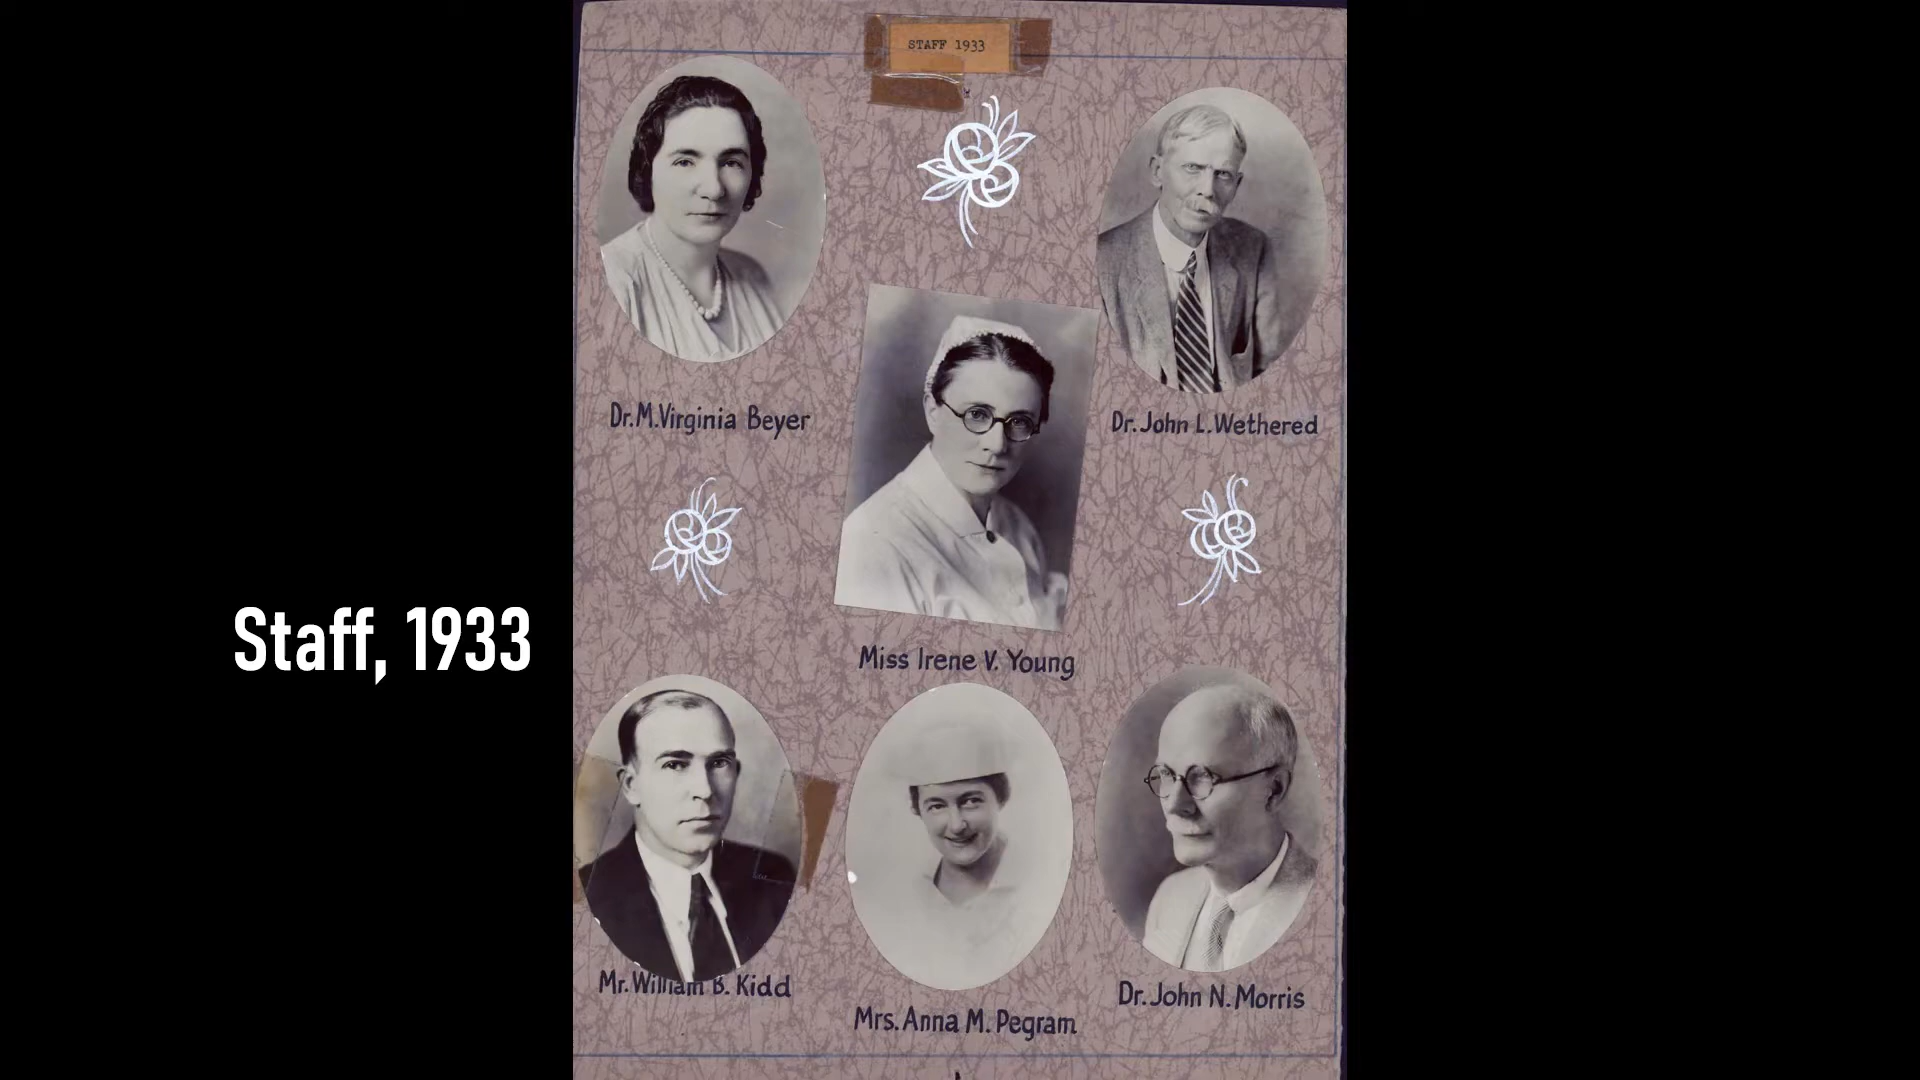 STAFF 1933
Dr. M. Virginia Beyer
Dr. John L. Wethered
Staff, 1933
Miss Irene V. Young
Mr. William B. Kidd
Mrs. Anna M. Pegram
Dr. John N. Morris